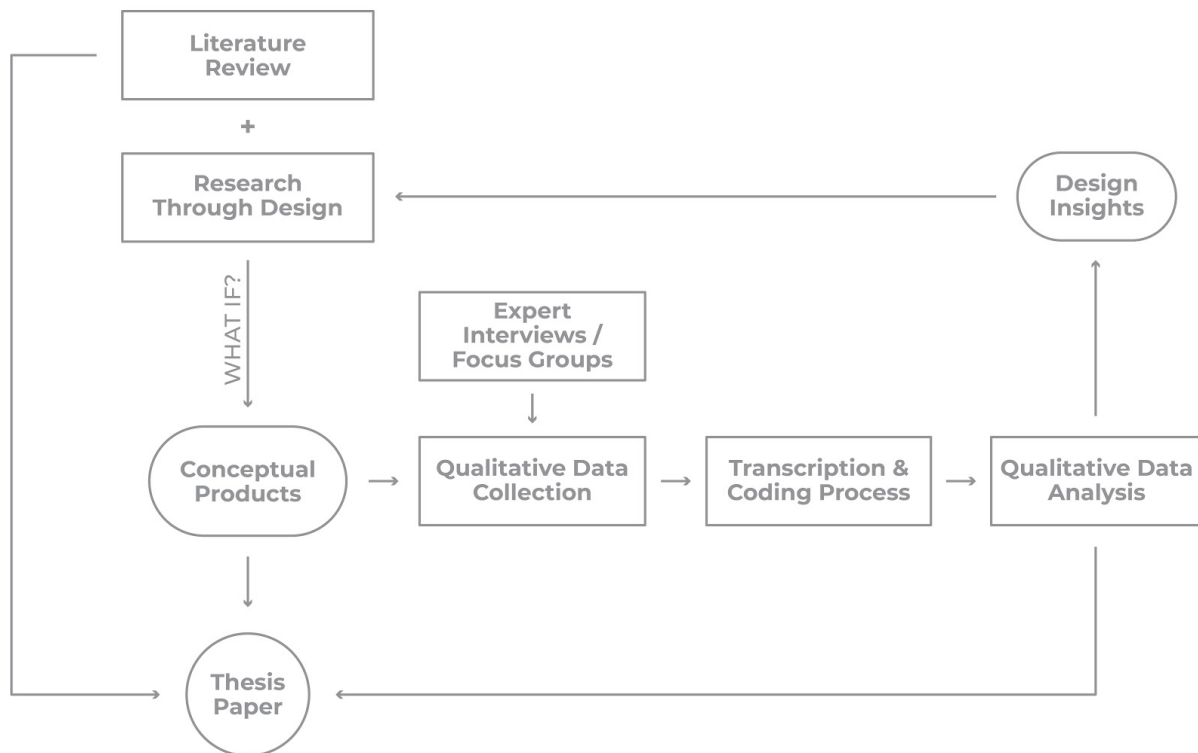 Literature
Review
+
Research
Through Design
Design
Insights
WHAT IF?
Expert
Interviews /
Focus Groups
Conceptual
Products
Qualitative Data
Collection
Transcription &
Coding Process
Qualitative Data
Analysis
Thesis
Paper